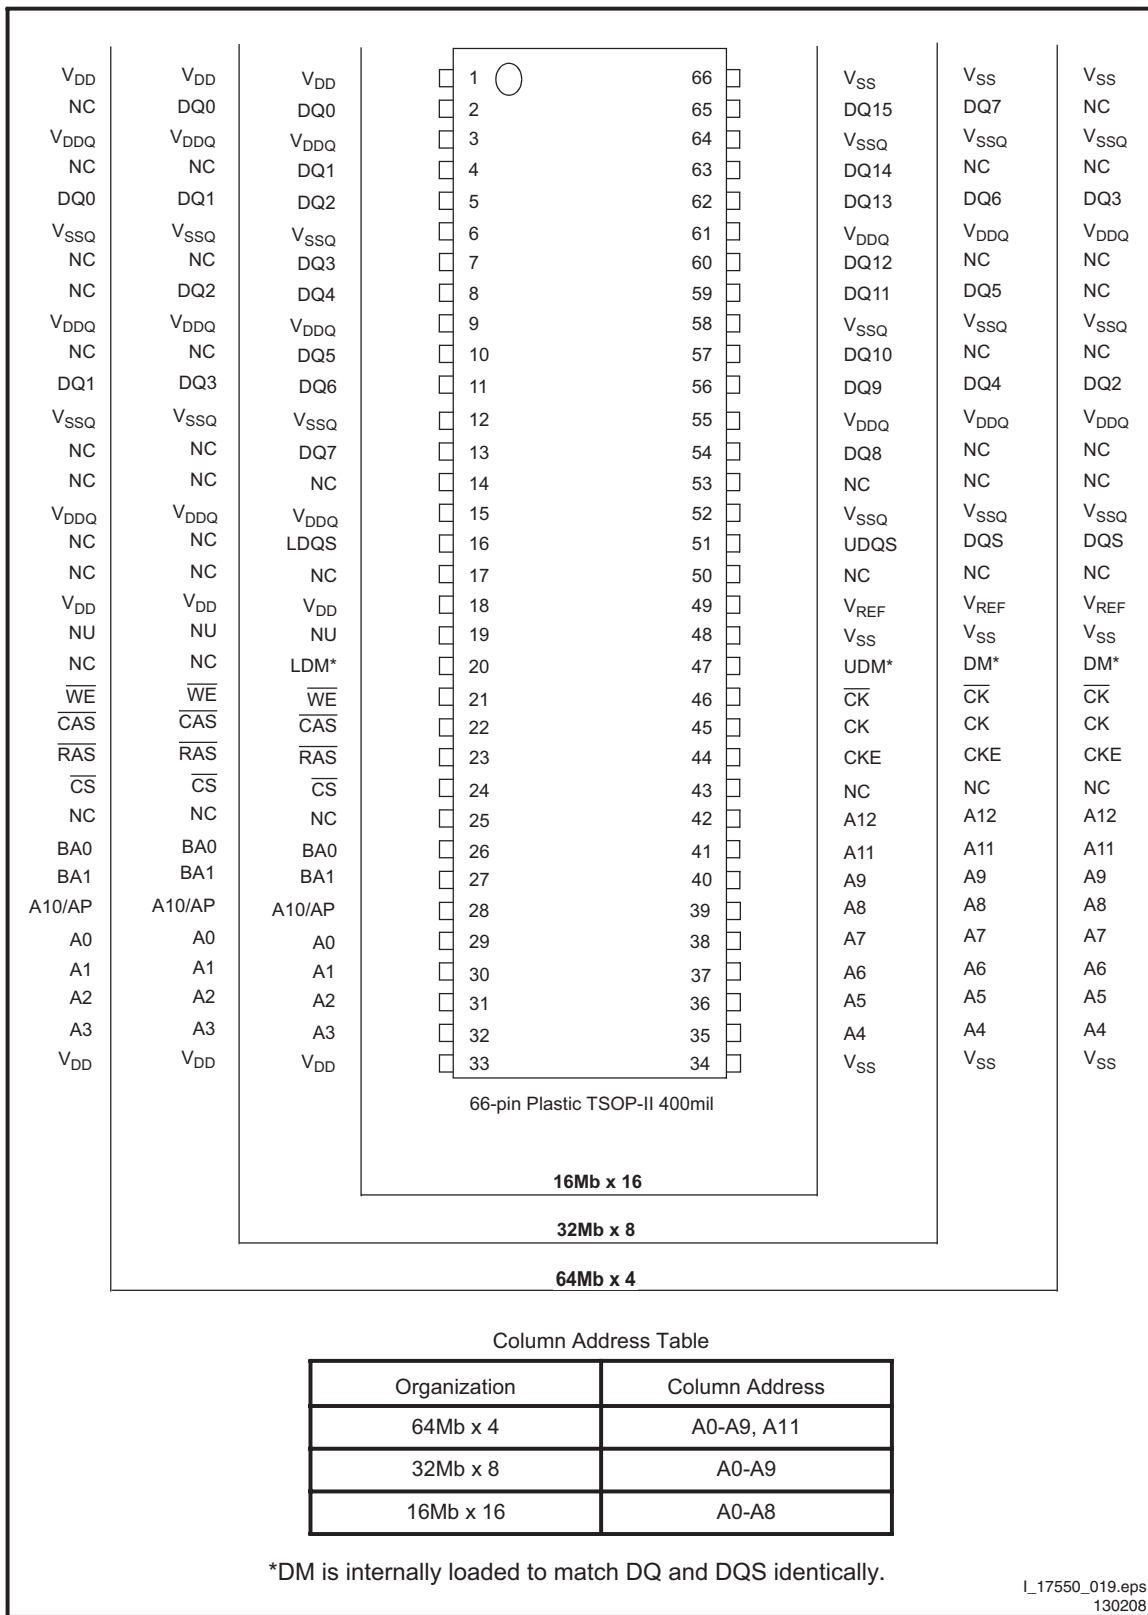 VDD VDD VDD 1 66 VSS VSS VSS
NC DQ0 DQ0 2 65 DQ15 DQ7 NC
VDDQ VDDQ VDDQ 3 64 VSSQ VSSQ VSSQ
NC NC DQ1 4 63 DQ14 NC NC
DQ0 DQ1 DQ2 5 62 DQ13 DQ6 DQ3
VSSQ VSSQ VSSQ 6 61 VDDQ VDDQ VDDQ
NC NC DQ3 7 60 DQ12 NC NC
NC DQ2 DQ4 8 59 DQ11 DQ5 NC
VDDQ VDDQ VDDQ 9 58 VSSQ VSSQ VSSQ
NC NC DQ5 10 57 DQ10 NC NC
DQ1 DQ3 DQ6 11 56 DQ9 DQ4 DQ2
VSSQ VSSQ VSSQ 12 55 VDDQ VDDQ VDDQ
NC NC DQ7 13 54 DQ8 NC NC
NC NC NC 14 53 NC NC NC
VDDQ VDDQ VDDQ 15 52 VSSQ VSSQ VSSQ
NC NC LDQS 16 51 UDQS DQS DQS
NC NC NC 17 50 NC NC NC
VDD VDD VDD 18 49 VREF VREF VREF
NU NU NU 19 48 VSS VSS VSS
NC NC LDM* 20 47 UDM* DM* DM*
W̅E̅ W̅E̅ W̅E̅ 21 46 C̅K̅ C̅K̅ C̅K̅
C̅A̅S̅ C̅A̅S̅ C̅A̅S̅ 22 45 CK CK CK
R̅A̅S̅ R̅A̅S̅ R̅A̅S̅ 23 44 CKE CKE CKE
C̅S̅ C̅S̅ C̅S̅ 24 43 NC NC NC
NC NC NC 25 42 A12 A12 A12
BA0 BA0 BA0 26 41 A11 A11 A11
BA1 BA1 BA1 27 40 A9 A9 A9
A10/AP A10/AP A10/AP 28 39 A8 A8 A8
A0 A0 A0 29 38 A7 A7 A7
A1 A1 A1 30 37 A6 A6 A6
A2 A2 A2 31 36 A5 A5 A5
A3 A3 A3 32 35 A4 A4 A4
VDD VDD VDD 33 34 VSS VSS VSS
66-pin Plastic TSOP-II 400mil
16Mb x 16
32Mb x 8
64Mb x 4
Column Address Table
Organization Column Address
64Mb x 4 A0-A9, A11
32Mb x 8 A0-A9
16Mb x 16 A0-A8
*DM is internally loaded to match DQ and DQS identically.
I_17550_019.eps
130208